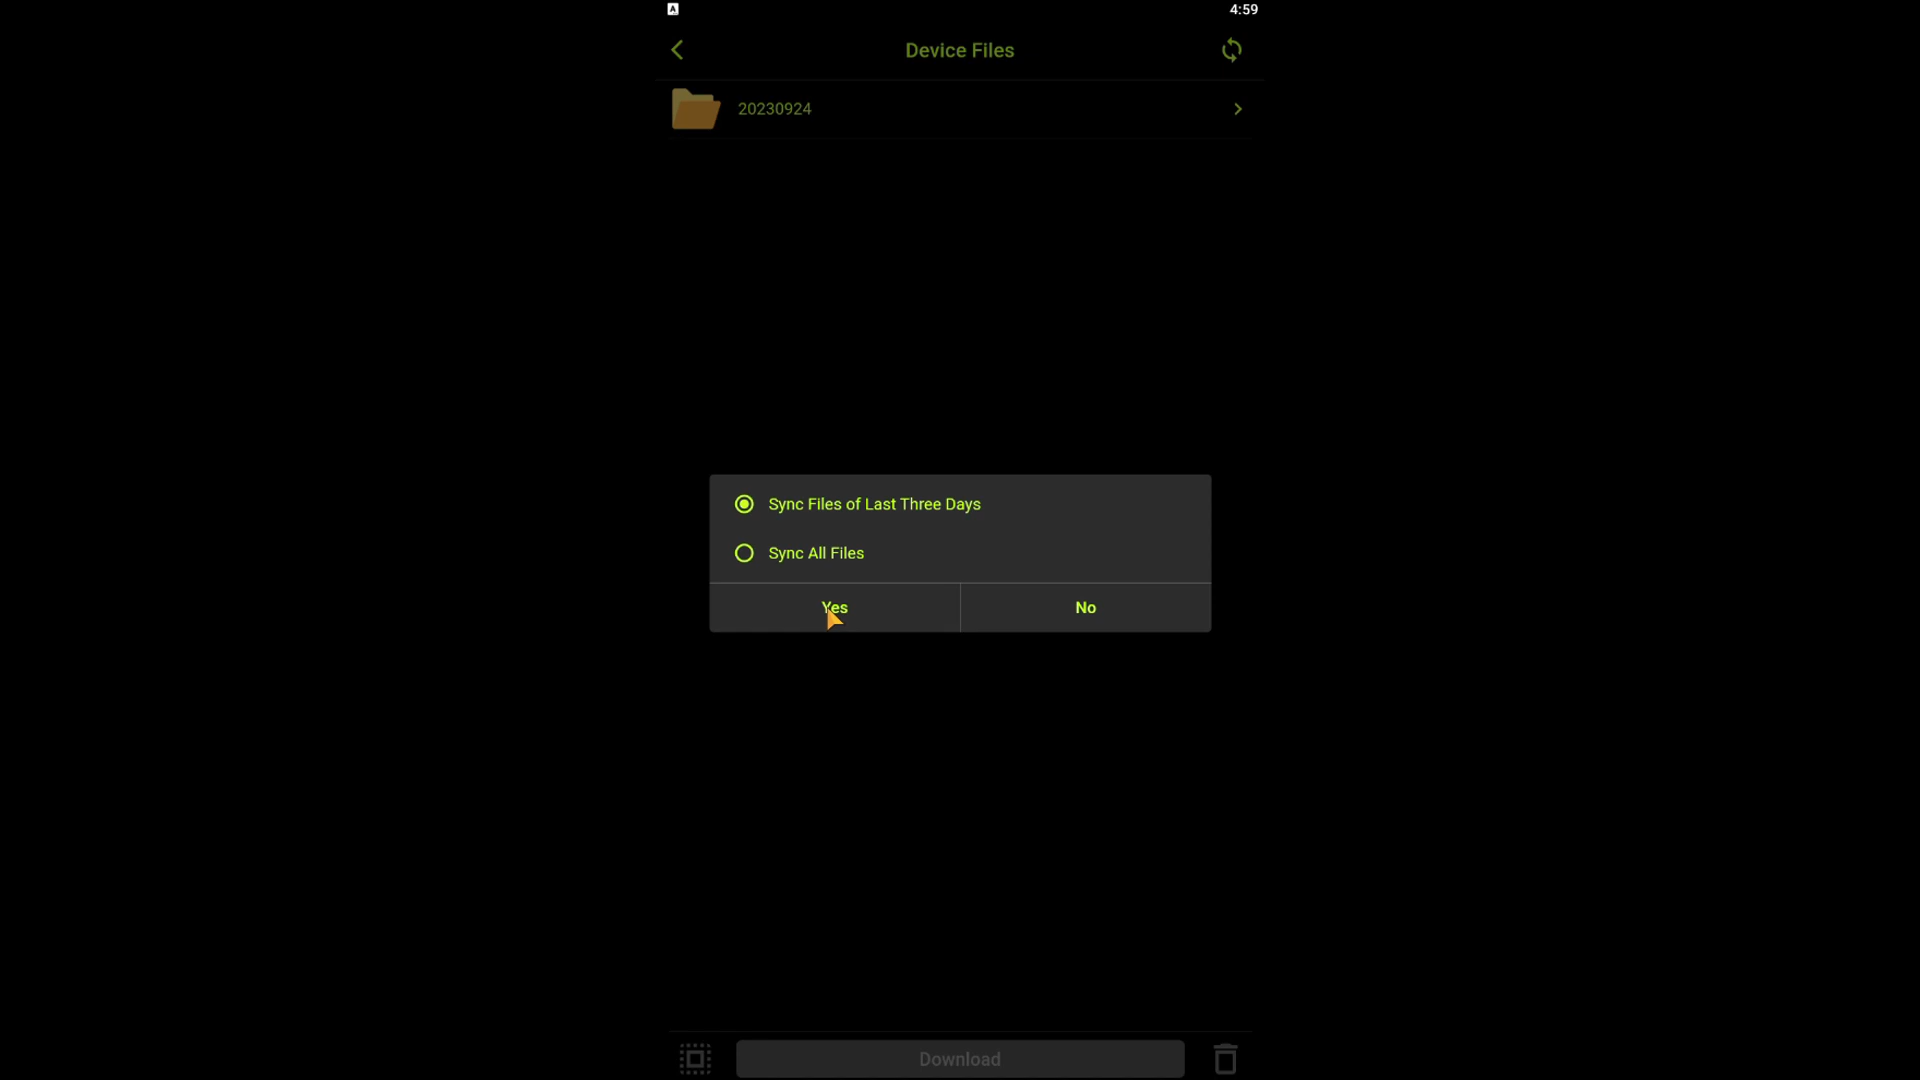 A
4:59
Device Files
20230924
Sync Files of Last Three Days
Sync All Files
Yes
No
Download